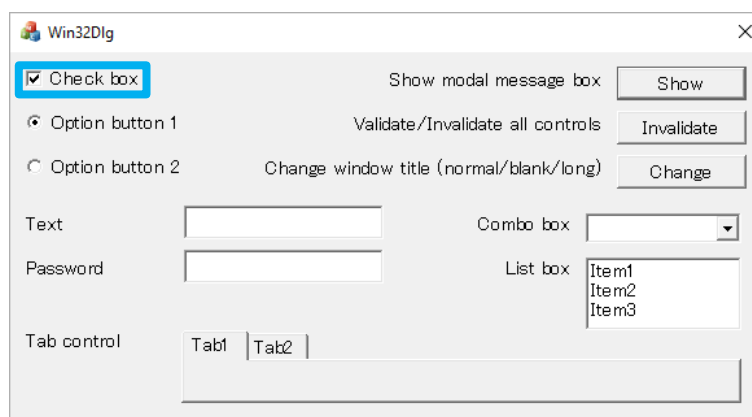 Win32Dlg
Check box
Show modal message box
Show
Option button 1
Validate/Invalidate all controls
Invalidate
Option button 2
Change window title (normal/blank/long)
Change
Text
Combo box
Password
List box
Item1
Item2
Item3
Tab control
Tab1
Tab2